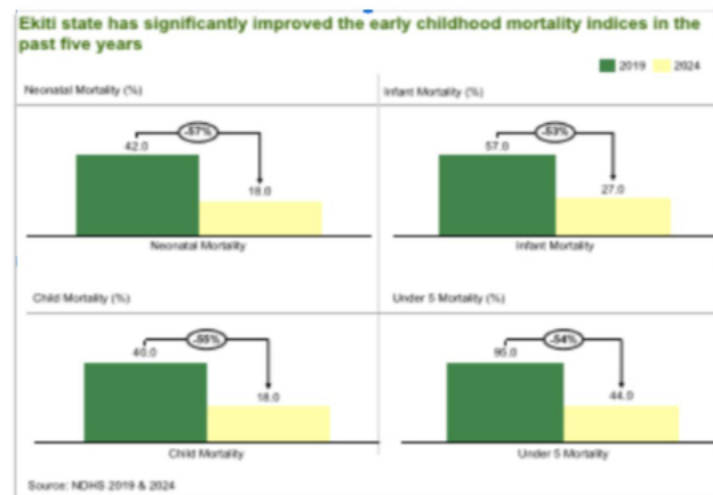 Ekiti state has significantly improved the early childhood mortality indices in the
past five years
2019 2024
Neonatal Mortality (%)
Infant Mortality (%)
-57%
42.0
18.0
Neonatal Mortality
-53%
57.0
27.0
Infant Mortality
Child Mortality (%)
Under 5 Mortality (%)
-55%
40.0
18.0
Child Mortality
-54%
95.0
44.0
Under 5 Mortality
Source: NDHS 2019 & 2024